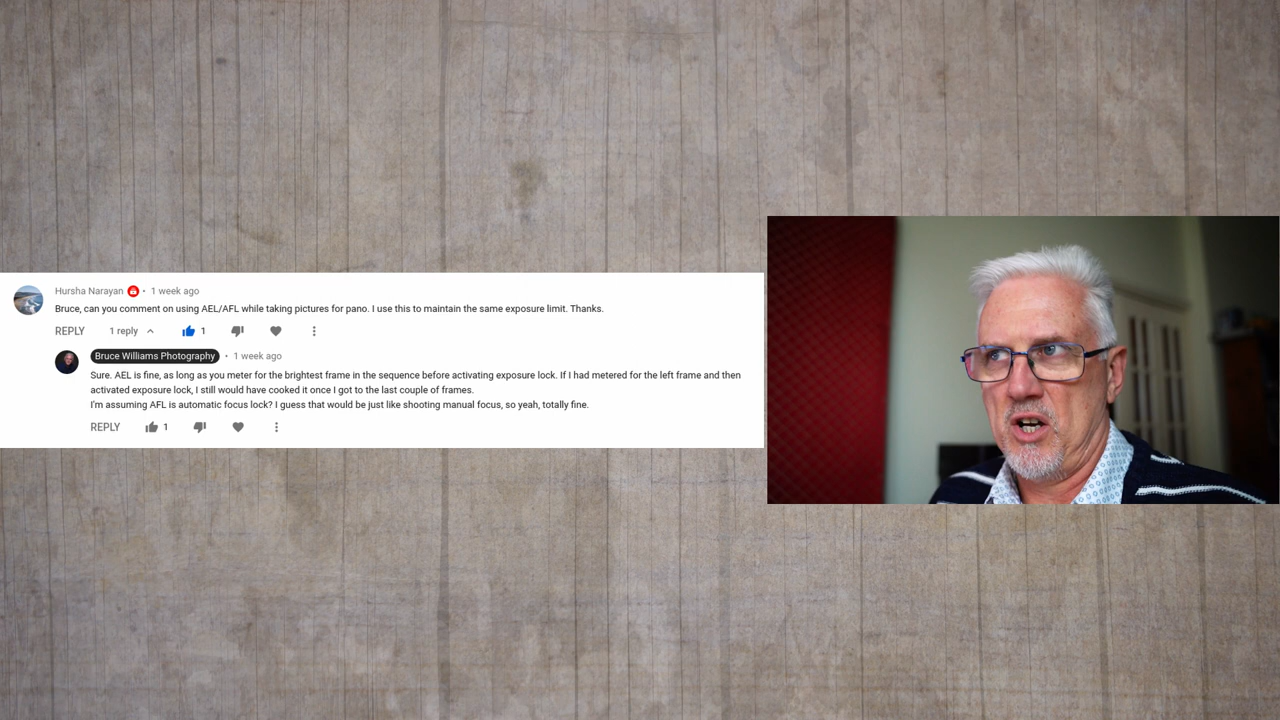 Hursha Narayan • 1 week ago
Bruce, can you comment on using AEL/AFL while taking pictures for pano. I use this to maintain the same exposure limit. Thanks.
REPLY 1 reply 1
Bruce Williams Photography • 1 week ago
Sure. AEL is fine, as long as you meter for the brightest frame in the sequence before activating exposure lock. If I had metered for the left frame and then
activated exposure lock, I still would have cooked it once I got to the last couple of frames.
I'm assuming AFL is automatic focus lock? I guess that would be just like shooting manual focus, so yeah, totally fine.
REPLY 1